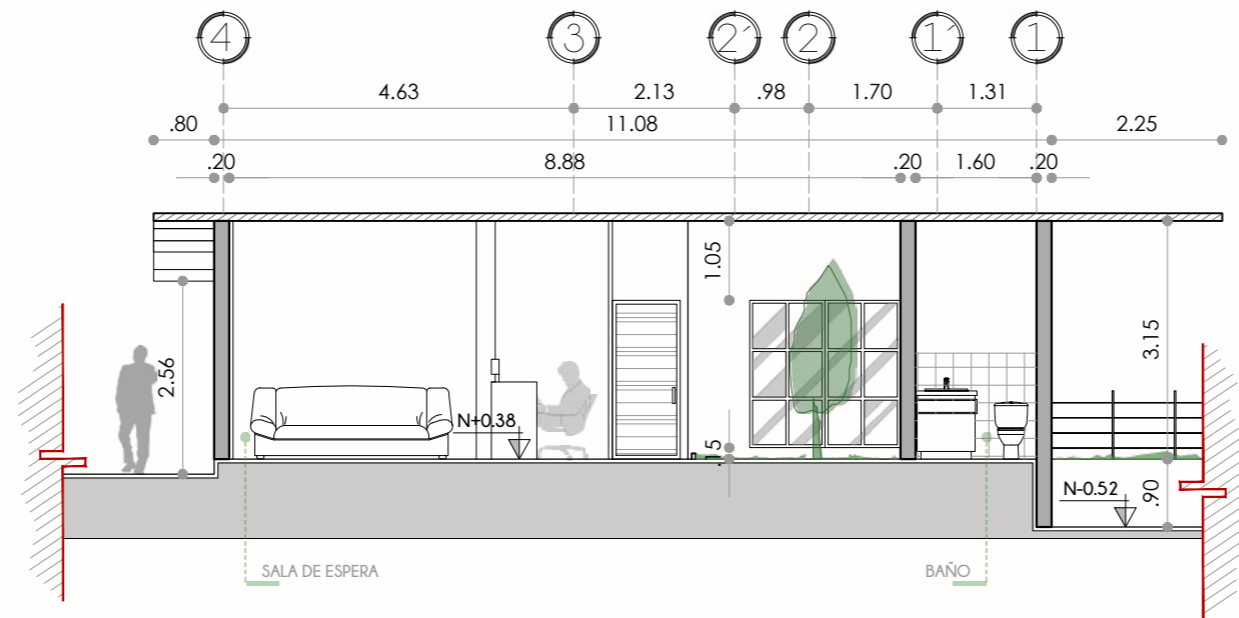 4 3 2´ 2 1´ 1
4.63 2.13 .98 1.70 1.31
.80 11.08 2.25
.20 8.88 .20 1.60 .20
1.05
3.15
2.56
N+0.38
.15
N-0.52
.90
SALA DE ESPERA BAÑO